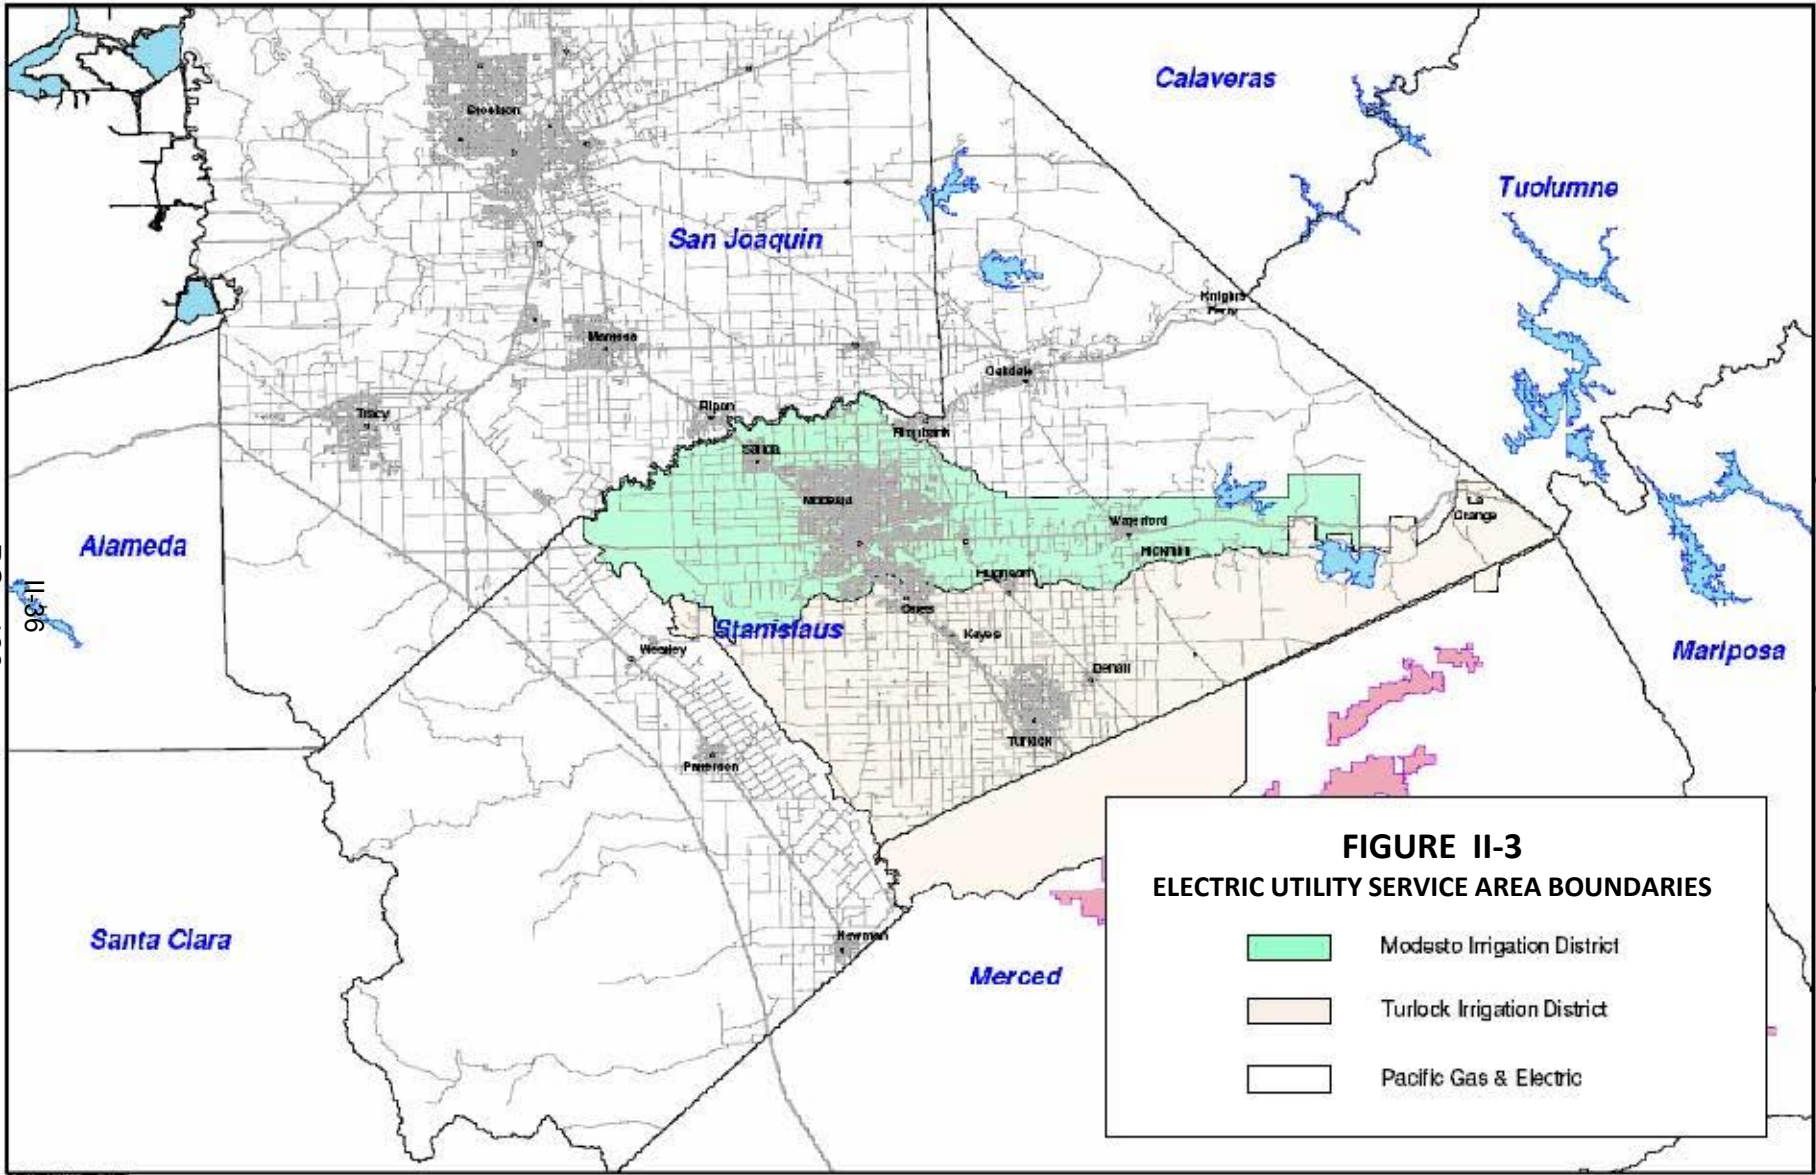 Calaveras
Tuolumne
Stockton
San Joaquin
Knights
Ferry
Manteca
Oakdale
Tracy
Ripon
Riverbank
Salida
Modesto
La
Grange
Waterford
Hickman
Alameda
II-36
Hughson
Ceres
Stanislaus
Keyes
Westley
Mariposa
Denair
Turlock
Patterson
FIGURE II-3
ELECTRIC UTILITY SERVICE AREA BOUNDARIES
Newman
Santa Clara
Modesto Irrigation District
Merced
Turlock Irrigation District
Pacific Gas & Electric